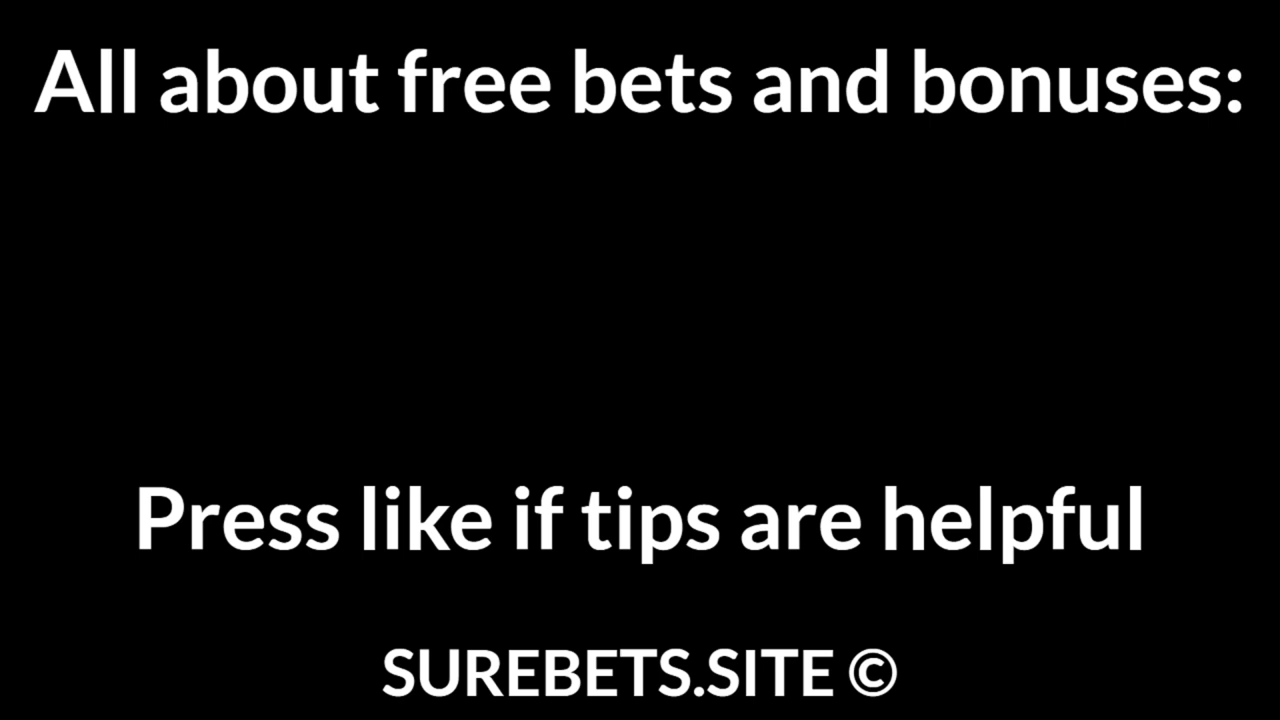 All about free bets and bonuses:
Press like if tips are helpful
SUREBETS.SITE ©